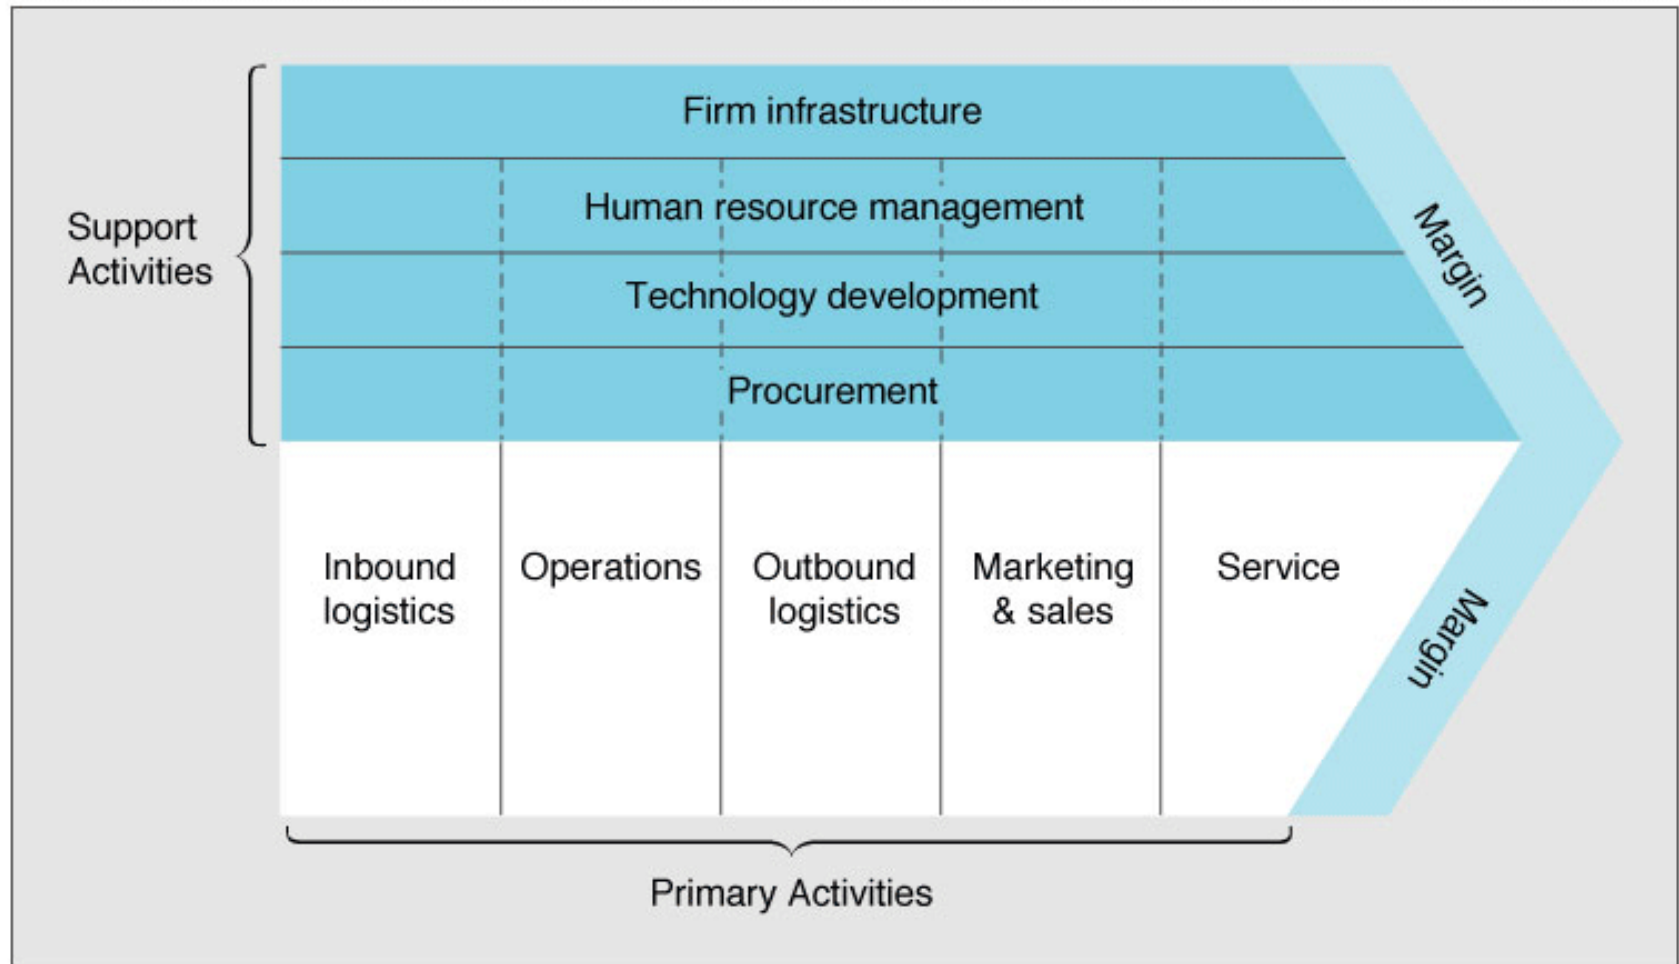 Firm infrastructure
Support
Activities
Human resource management
Technology development
Procurement
Margin
Inbound
logistics
Operations
Outbound
logistics
Marketing
& sales
Service
Margin
Primary Activities